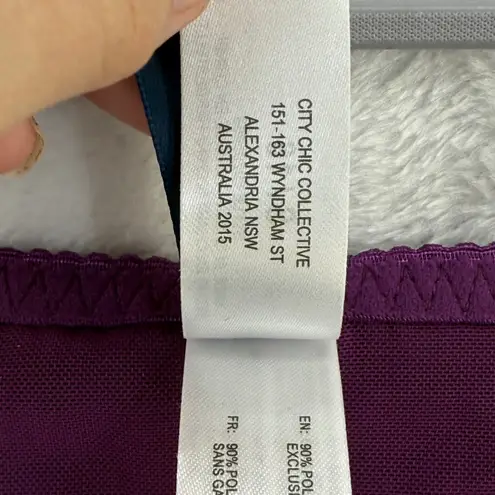 CITY CHIC COLLECTIVE
151-163 WYNDHAM ST
ALEXANDRIA NSW
AUSTRALIA 2015
EN: 90% POL
EXCLUS
FR: 90% POL
SANS GA